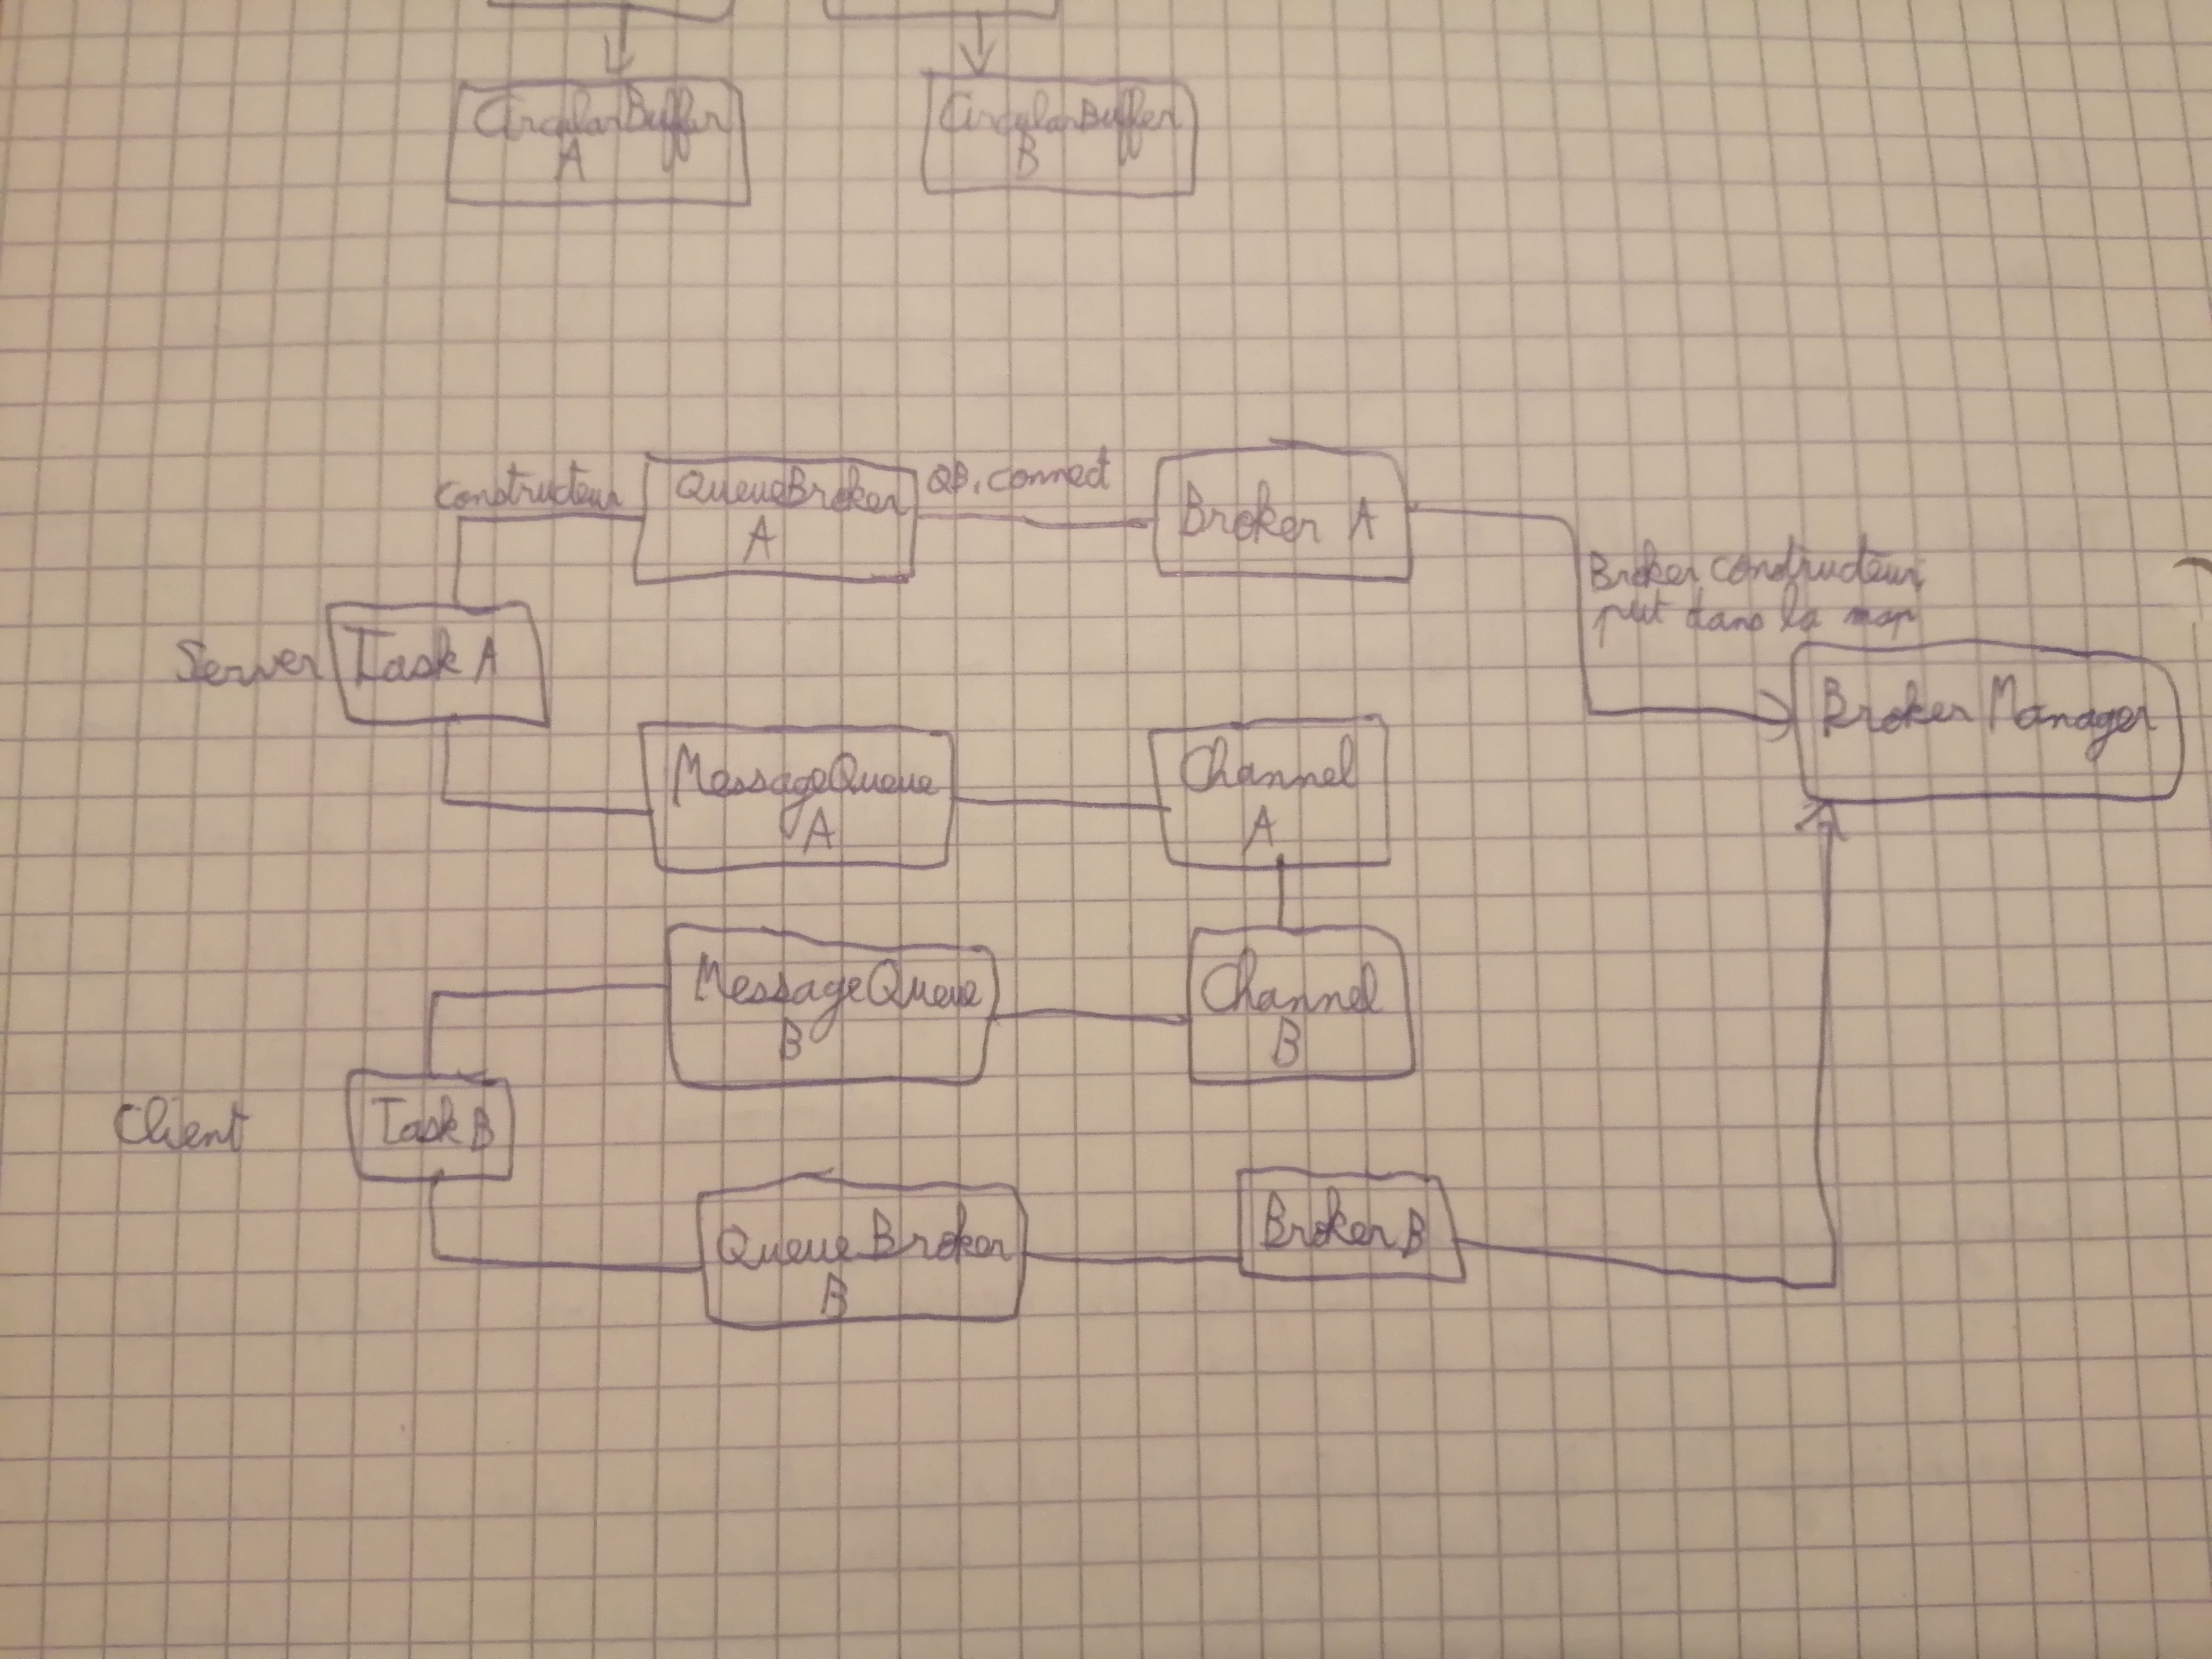 CircularBuffer
A
CircularBuffer
B
constructeur
QueueBroker
A
QB.connect
Broker A
Broker constructeur
put dans la map
Server
Task A
Broker Manager
MessageQueue
A
Channel
A
MessageQueue
B
Channel
B
Client
Task B
QueueBroker
B
Broker B